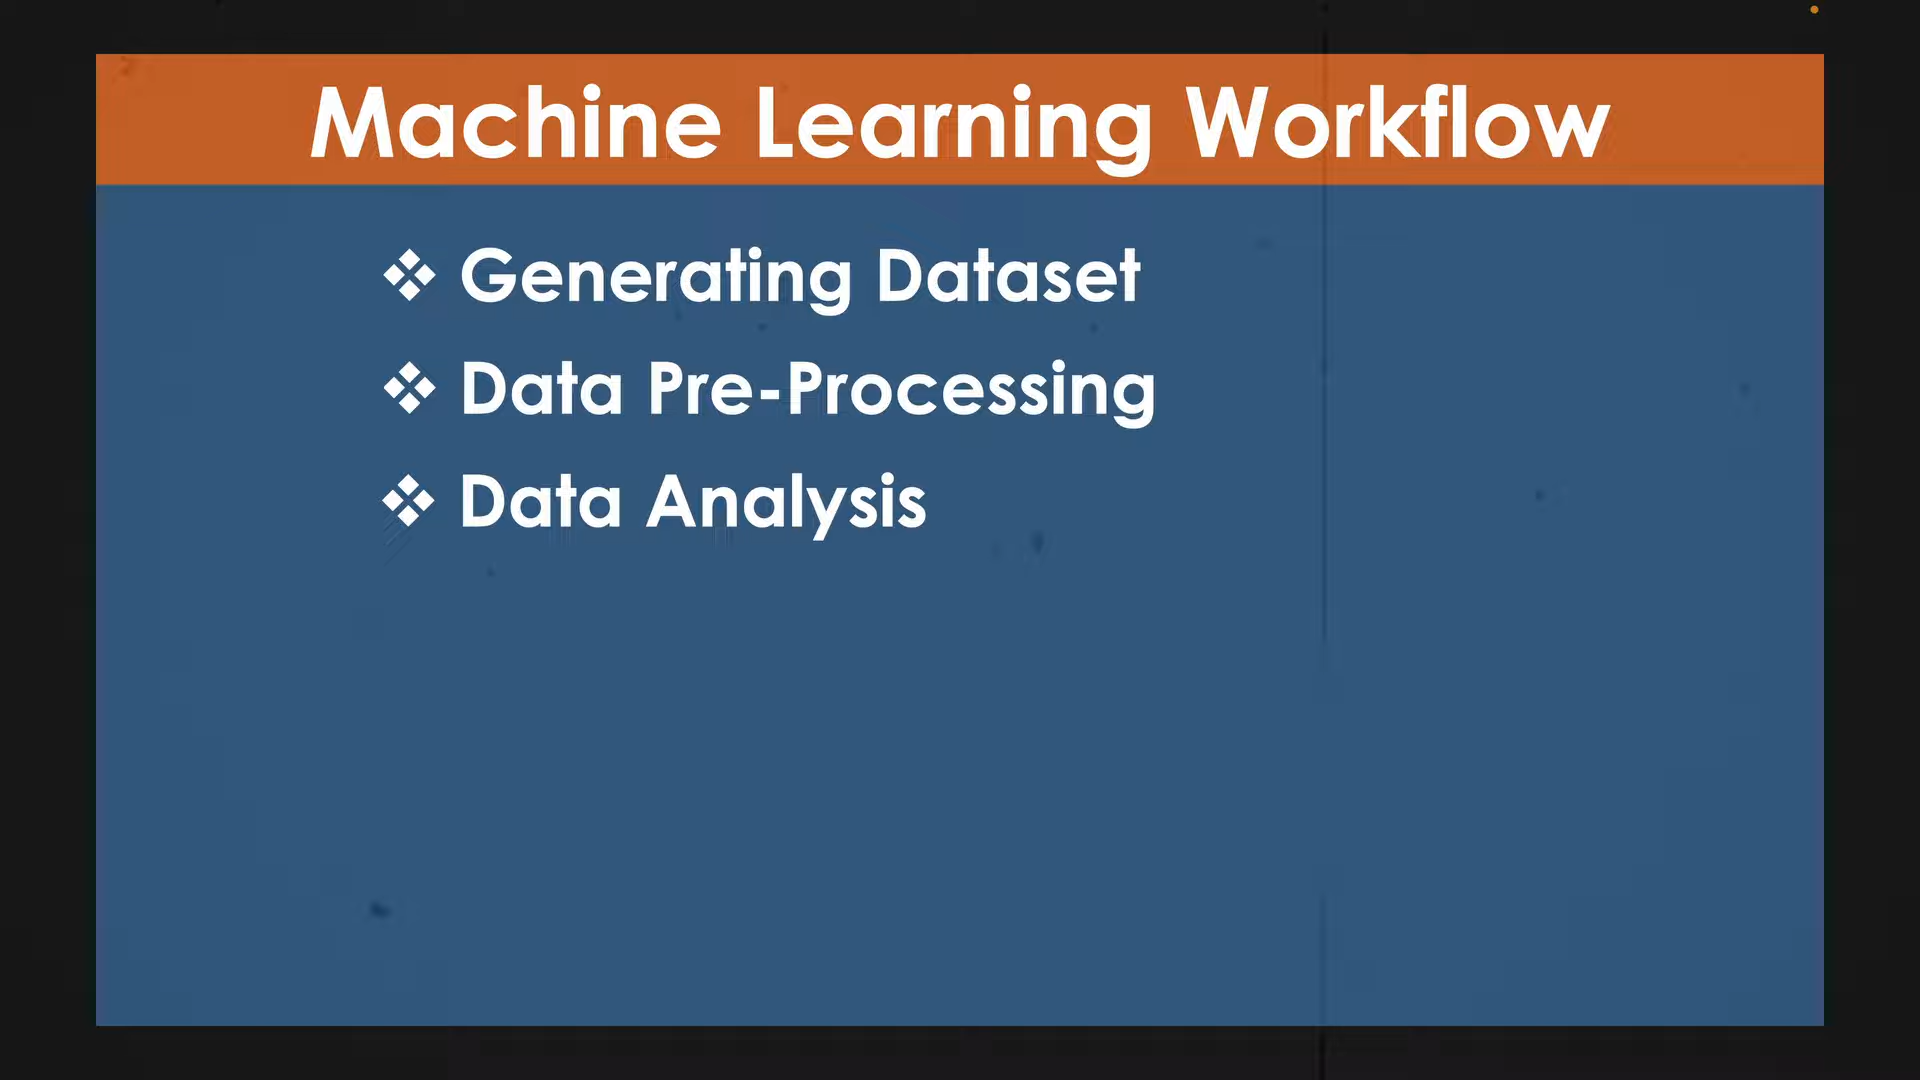 Machine Learning Workflow
❖ Generating Dataset
❖ Data Pre-Processing
❖ Data Analysis